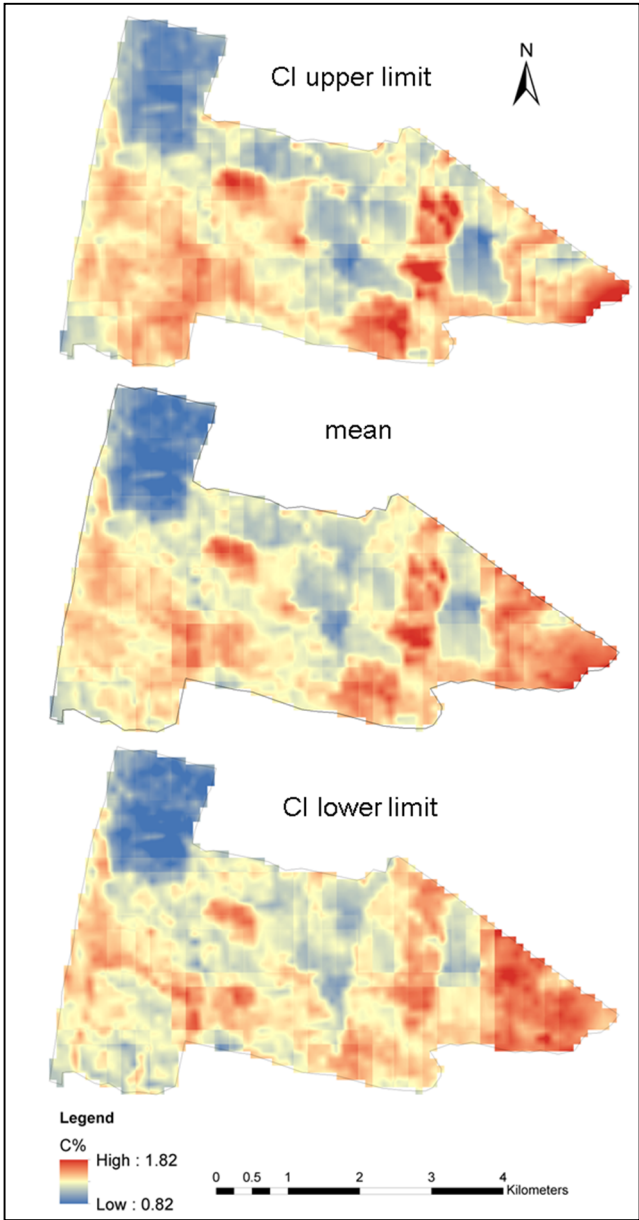 N
CI upper limit
mean
CI lower limit
Legend
C%
High : 1.82
Low : 0.82
0 0.5 1 2 3 4
Kilometers